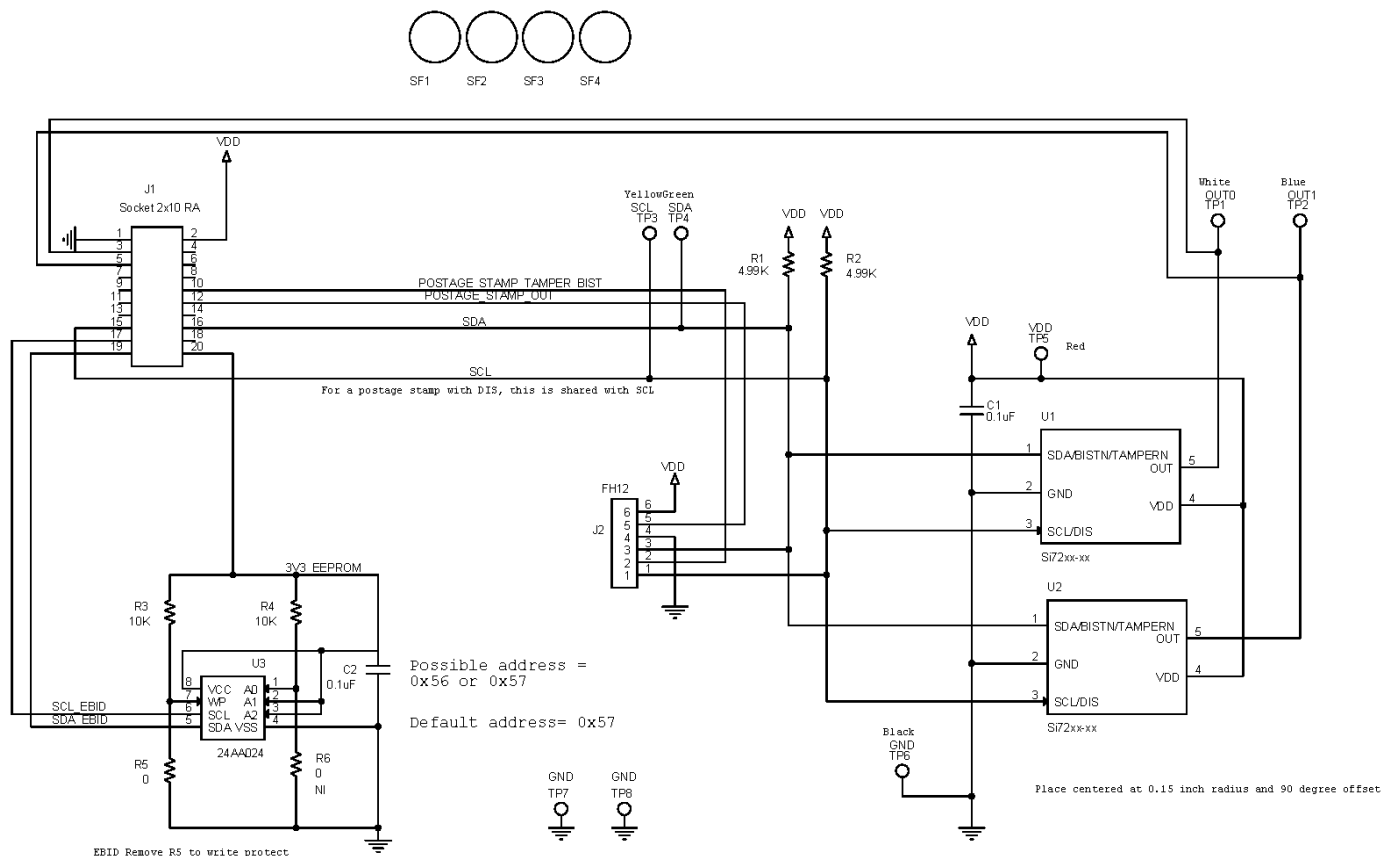 SF1 SF2 SF3 SF4
VDD
J1
Socket 2x10 RA
1 2
3 4
5 6
7 8
9 10
11 12
13 14
15 16
17 18
19 20
POSTAGE_STAMP_TAMPER_BIST
POSTAGE_STAMP_OUT
SDA
SCL
For a postage stamp with DIS, this is shared with SCL
YellowGreen
SCL SDA
TP3 TP4
VDD VDD
R1
4.99K
R2
4.99K
White
OUT0
TP1
Blue
OUT1
TP2
VDD
VDD
TP5
Red
C1
0.1uF
U1
1 SDA/BISTN/TAMPERN
OUT 5
2 GND
VDD 4
3 SCL/DIS
Si72xx-xx
U2
1 SDA/BISTN/TAMPERN
OUT 5
2 GND
VDD 4
3 SCL/DIS
Si72xx-xx
VDD
FH12
J2
6 6
5 5
4 4
3 3
2 2
1 1
3V3_EEPROM
R3
10K
R4
10K
U3
C2
0.1uF
8 VCC A0 1
7 WP A1 2
6 SCL A2 3
5 SDA VSS 4
24AA024
SCL_EBID
SDA_EBID
R5
0
R6
0
NI
Possible address =
0x56 or 0x57
Default address= 0x57
GND
TP7
GND
TP8
Black
GND
TP6
Place centered at 0.15 inch radius and 90 degree offset
EBID Remove R5 to write protect